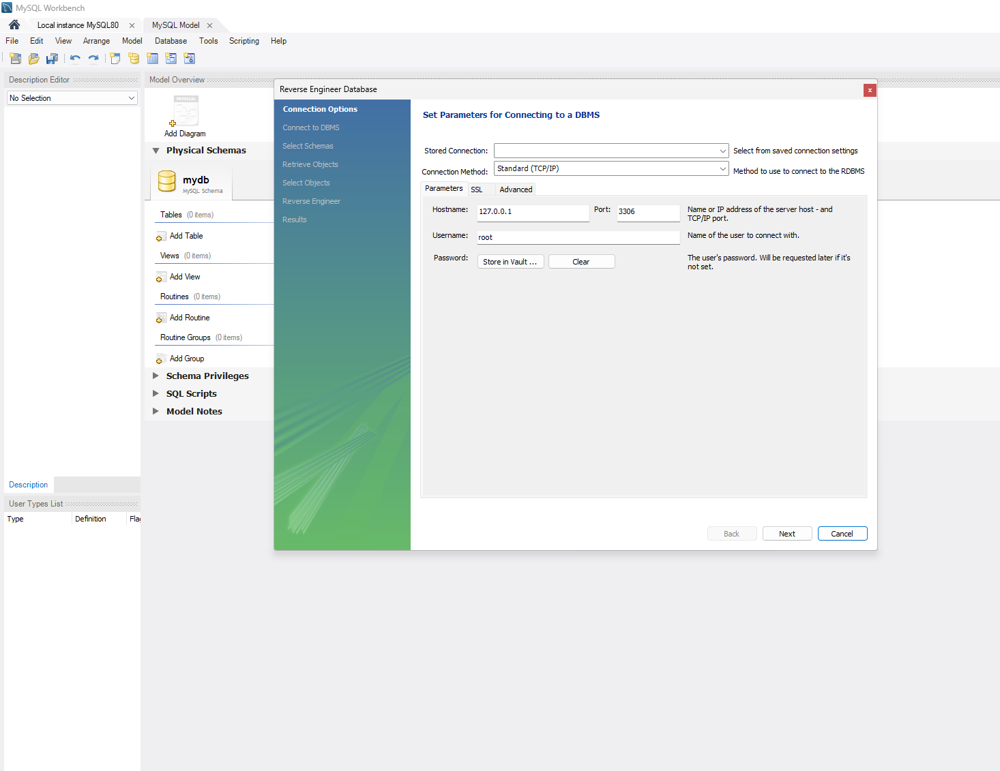 MySQL Workbench
Local instance MySQL80
MySQL Model
File Edit View Arrange Model Database Tools Scripting Help
Description Editor
No Selection
Description
User Types List
Type Definition Flag
Model Overview
PHYSICAL
Add Diagram
Physical Schemas
mydb
MySQL Schema
Tables (0 items)
Add Table
Views (0 items)
Add View
Routines (0 items)
Add Routine
Routine Groups (0 items)
Add Group
Schema Privileges
SQL Scripts
Model Notes
Reverse Engineer Database
x
Connection Options
Connect to DBMS
Select Schemas
Retrieve Objects
Select Objects
Reverse Engineer
Results
Set Parameters for Connecting to a DBMS
Stored Connection: Select from saved connection settings
Connection Method: Standard (TCP/IP) Method to use to connect to the RDBMS
Parameters SSL Advanced
Hostname: 127.0.0.1 Port: 3306 Name or IP address of the server host - and
TCP/IP port.
Username: root Name of the user to connect with.
Password: Store in Vault ... Clear The user's password. Will be requested later if it's
not set.
Back Next Cancel